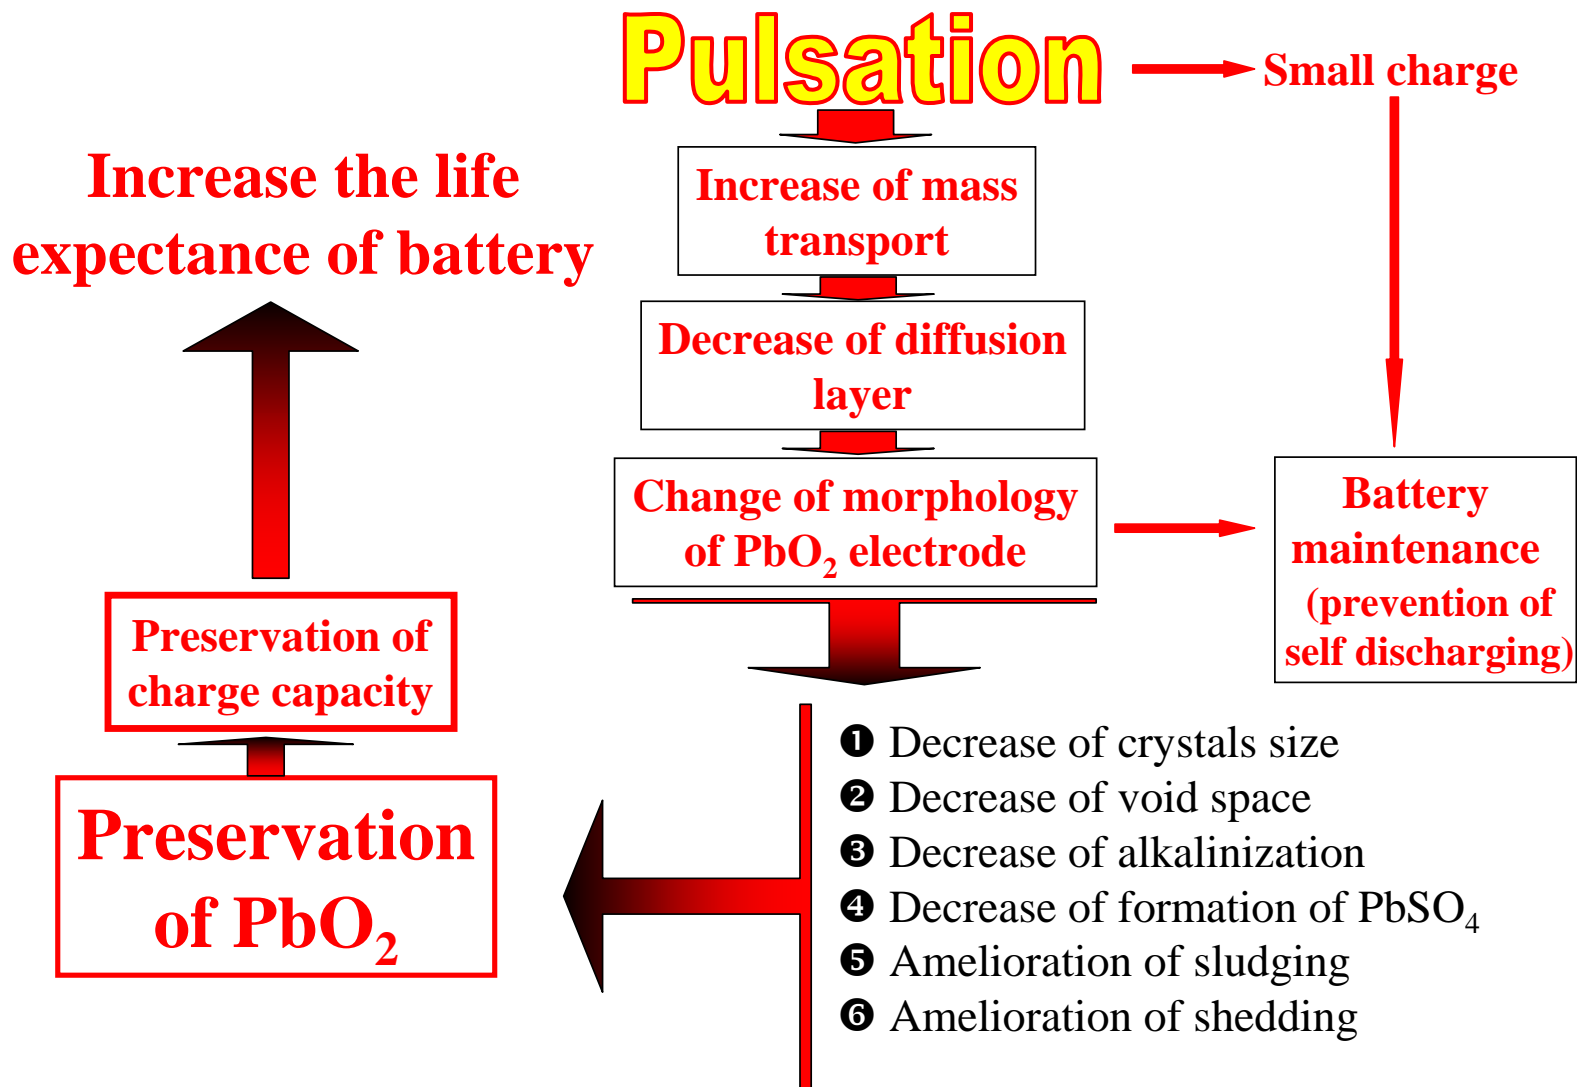 Pulsation
Small charge
Increase the life
expectance of battery
Increase of mass
transport
Decrease of diffusion
layer
Change of morphology
of PbO₂ electrode
Battery
maintenance
(prevention of
self discharging)
Preservation of
charge capacity
Preservation
of PbO₂
❶ Decrease of crystals size
❷ Decrease of void space
❸ Decrease of alkalinization
❹ Decrease of formation of PbSO₄
❺ Amelioration of sludging
❻ Amelioration of shedding